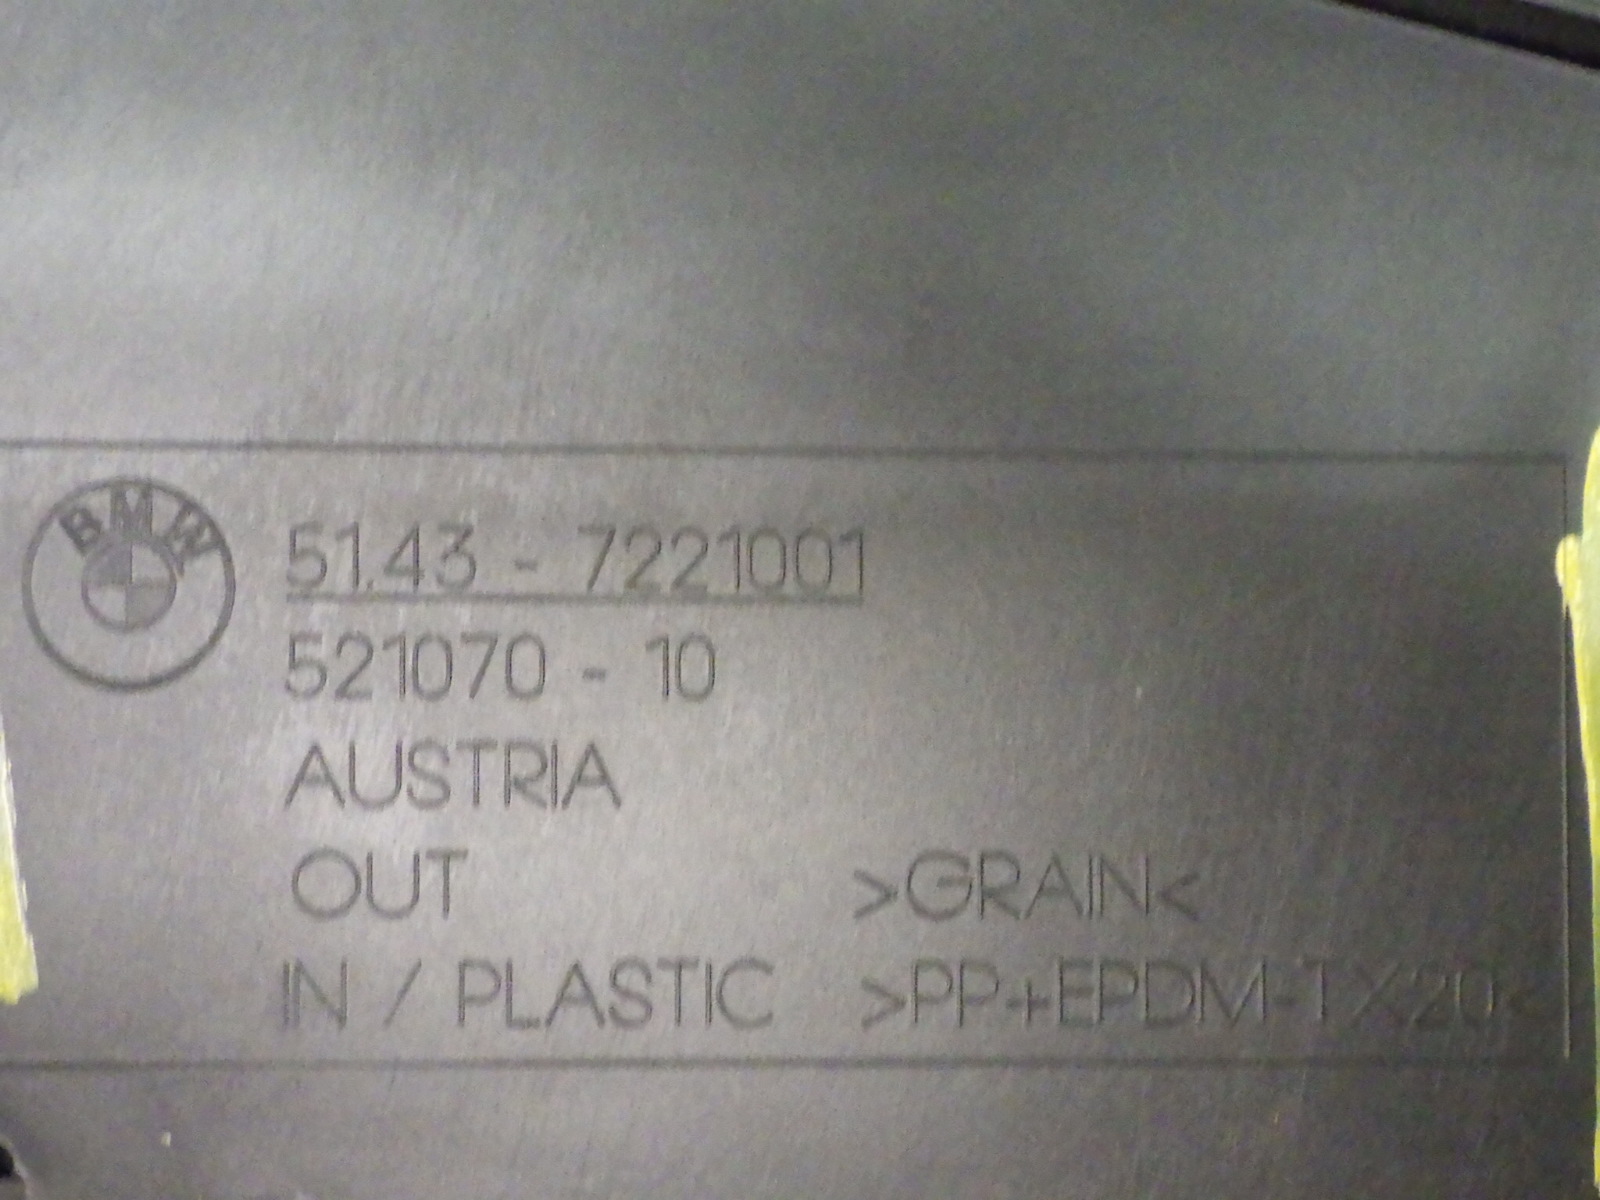 BMW
51.43 - 7221001
521070 - 10
AUSTRIA
OUT >GRAIN<
IN / PLASTIC >PP+EPDM-TX20<